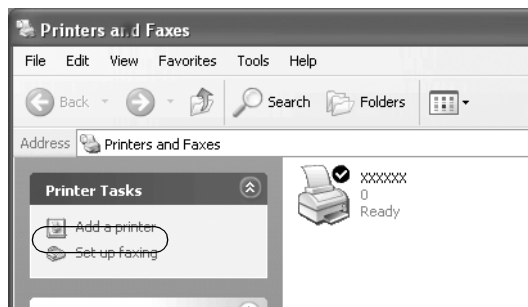 Printers and Faxes
File Edit View Favorites Tools Help
Back Search Folders
Address Printers and Faxes
Printer Tasks
Add a printer
Set up faxing
xxxxxx
0
Ready